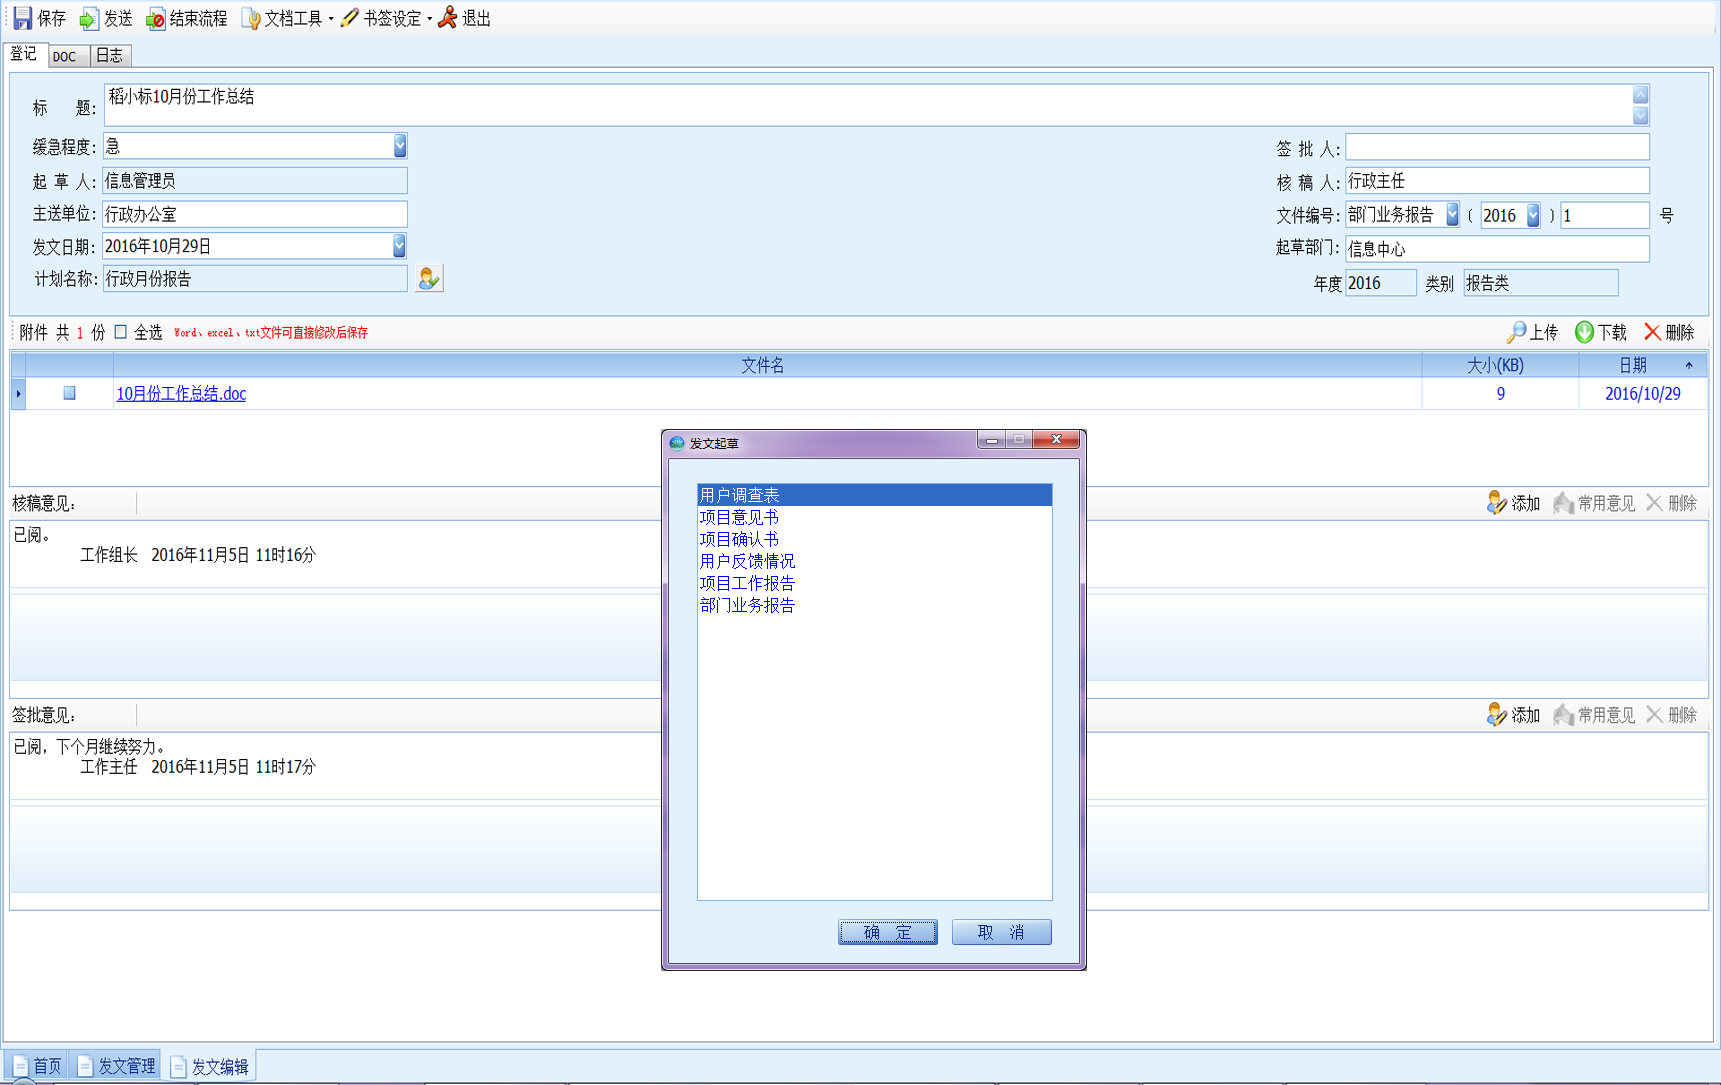 保存 发送 结束流程 文档工具 书签设定 退出
登记 DOC 日志
标 题: 稻小标10月份工作总结
缓急程度: 急 签 批 人:
起 草 人: 信息管理员 核 稿 人: 行政主任
主送单位: 行政办公室 文件编号: 部门业务报告 ( 2016 ) 1 号
发文日期: 2016年10月29日 起草部门: 信息中心
计划名称: 行政月份报告 年度 2016 类别 报告类
附件 共 1 份 全选 Word、excel、txt文件可直接修改后保存 上传 下载 删除
文件名 大小(KB) 日期
10月份工作总结.doc 9 2016/10/29
发文起草
用户调查表
项目意见书
项目确认书
用户反馈情况
项目工作报告
部门业务报告
确 定 取 消
核稿意见: 添加 常用意见 删除
已阅。
工作组长 2016年11月5日 11时16分
签批意见: 添加 常用意见 删除
已阅，下个月继续努力。
工作主任 2016年11月5日 11时17分
首页 发文管理 发文编辑